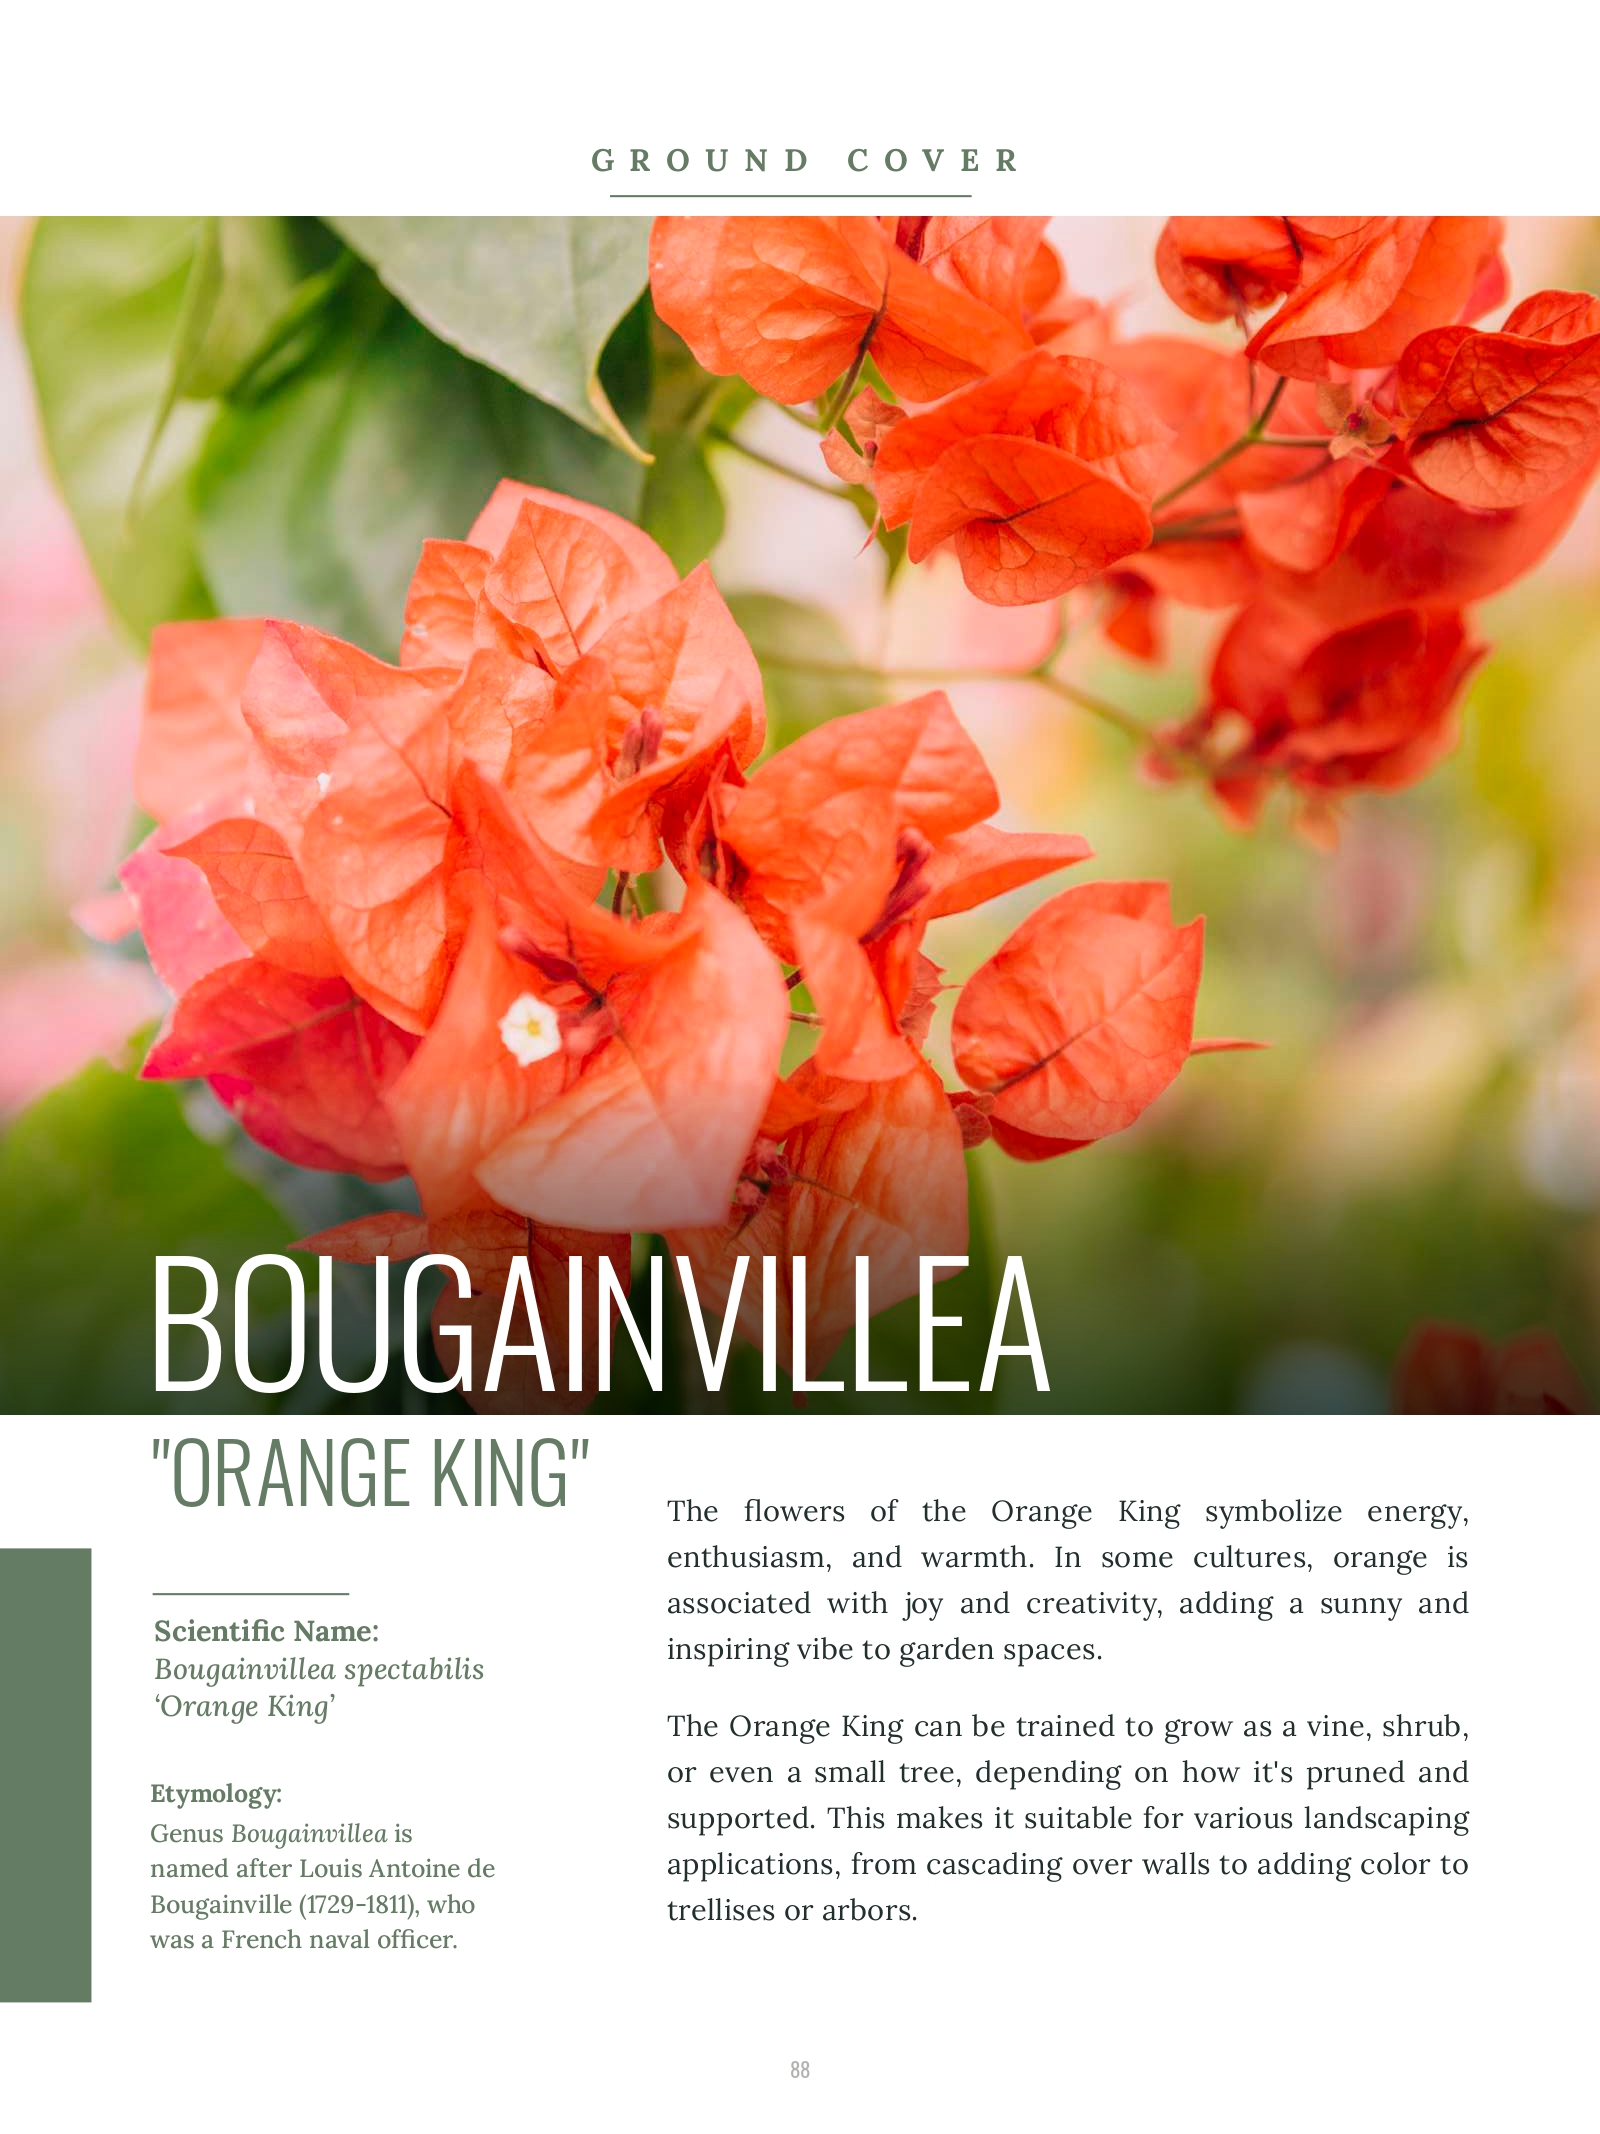 GROUND COVER
BOUGAINVILLEA
"ORANGE KING"
Scientific Name:
Bougainvillea spectabilis
‘Orange King’
Etymology:
Genus Bougainvillea is
named after Louis Antoine de
Bougainville (1729-1811), who
was a French naval officer.
The flowers of the Orange King symbolize energy,
enthusiasm, and warmth. In some cultures, orange is
associated with joy and creativity, adding a sunny and
inspiring vibe to garden spaces.
The Orange King can be trained to grow as a vine, shrub,
or even a small tree, depending on how it's pruned and
supported. This makes it suitable for various landscaping
applications, from cascading over walls to adding color to
trellises or arbors.
88